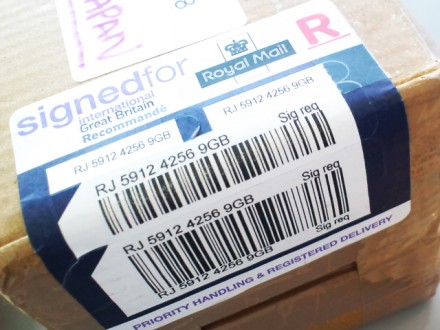 JAPAN
signedfor
international
Great Britain
Recommandé
Royal Mail
R
RJ 5912 4256 9GB
RJ 5912 4256 9GB
RJ 5912 4256 9GB
Sig req
RJ 5912 4256 9GB
Sig req
RJ 5912 4256 9GB
Sig req
PRIORITY HANDLING & REGISTERED DELIVERY